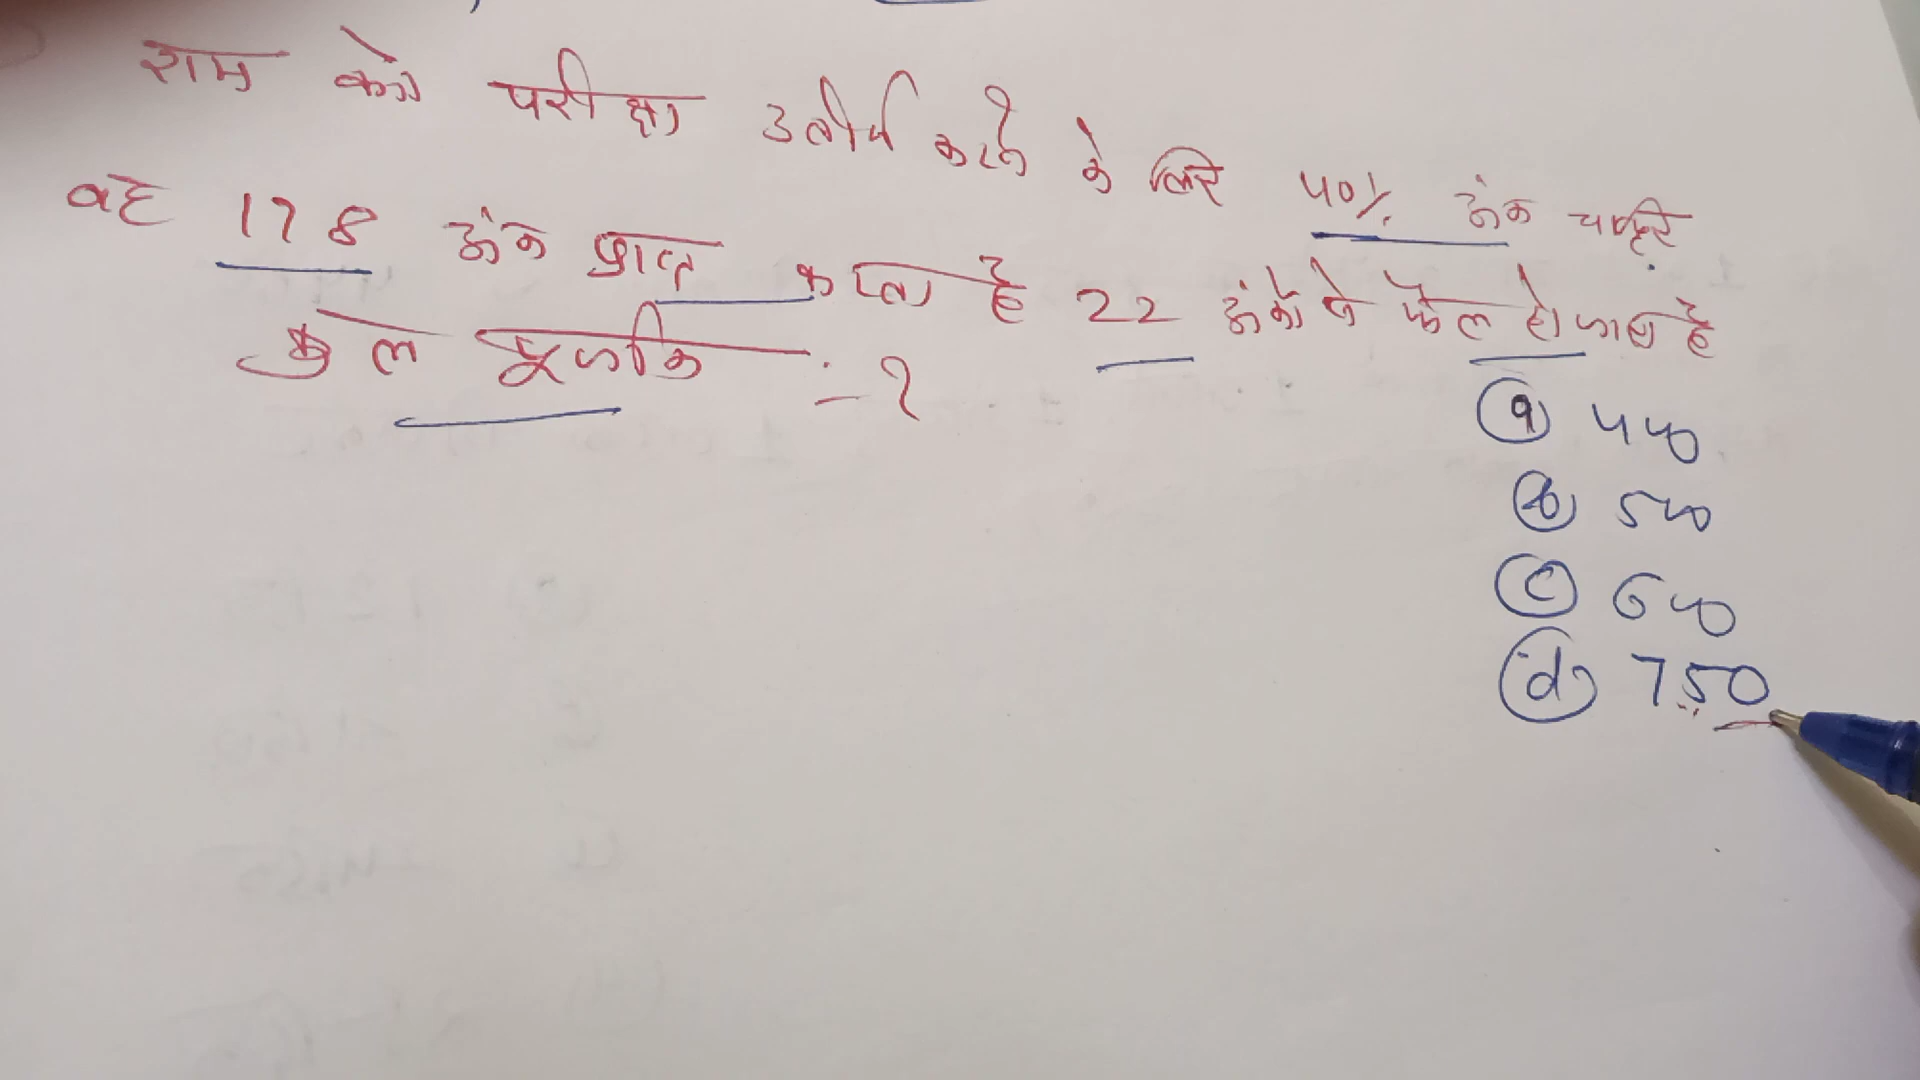 राम को परीक्षा उतीर्ण करने के लिए 40% अंक चाहिए.
वह 178 अंक प्राप्त करता है 22 अंकों से फैल हो जाता है
कुल पूर्णांक :- ?
a 440
b 540
c 640
d 750